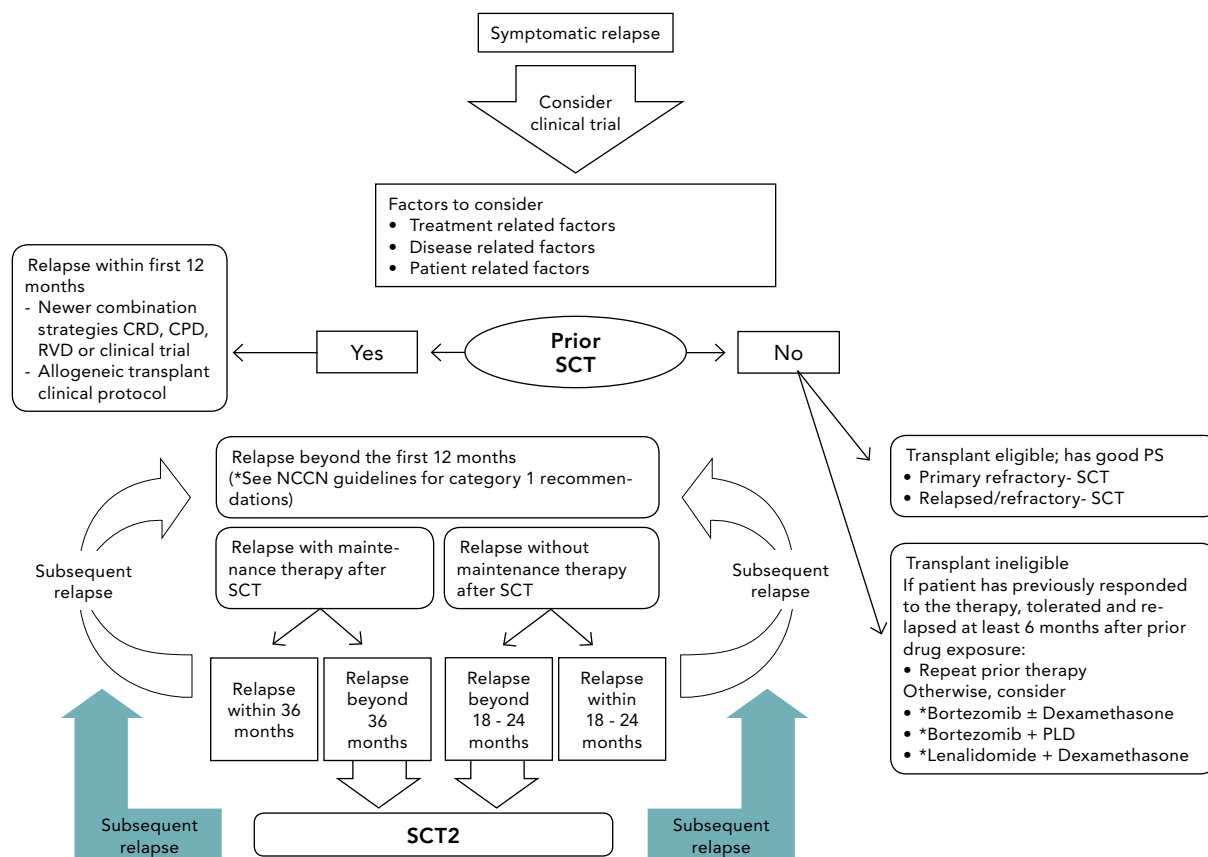 Symptomatic relapse
Consider
clinical trial
Factors to consider
• Treatment related factors
• Disease related factors
• Patient related factors
Relapse within first 12
months
- Newer combination
strategies CRD, CPD,
RVD or clinical trial
- Allogeneic transplant
clinical protocol
Yes
Prior
SCT
No
Transplant eligible; has good PS
• Primary refractory- SCT
• Relapsed/refractory- SCT
Relapse beyond the first 12 months
(*See NCCN guidelines for category 1 recommen-
dations)
Relapse with mainte-
nance therapy after
SCT
Relapse without
maintenance therapy
after SCT
Subsequent
relapse
Subsequent
relapse
Transplant ineligible
If patient has previously responded
to the therapy, tolerated and re-
lapsed at least 6 months after prior
drug exposure:
• Repeat prior therapy
Otherwise, consider
• *Bortezomib ± Dexamethasone
• *Bortezomib + PLD
• *Lenalidomide + Dexamethasone
Relapse
within 36
months
Relapse
beyond
36
months
Relapse
beyond
18 - 24
months
Relapse
within
18 - 24
months
Subsequent
relapse
SCT2
Subsequent
relapse